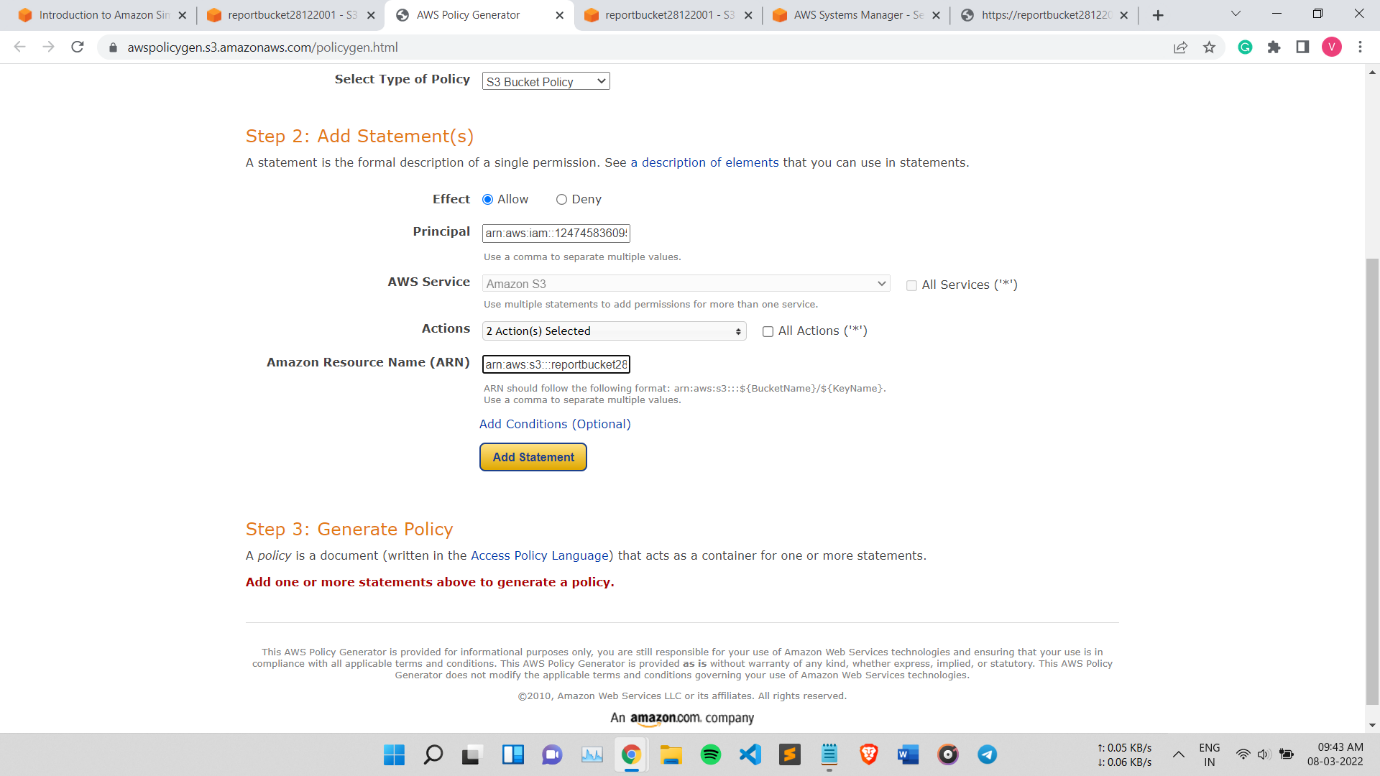 Introduction to Amazon Sim
reportbucket28122001 - S3
AWS Policy Generator
reportbucket28122001 - S3
AWS Systems Manager - Se
https://reportbucket28122
awspolicygen.s3.amazonaws.com/policygen.html
V
Select Type of Policy S3 Bucket Policy
Step 2: Add Statement(s)
A statement is the formal description of a single permission. See a description of elements that you can use in statements.
Effect Allow Deny
Principal arn:aws:iam::124745836095
Use a comma to separate multiple values.
AWS Service Amazon S3 All Services ('*')
Use multiple statements to add permissions for more than one service.
Actions 2 Action(s) Selected All Actions ('*')
Amazon Resource Name (ARN) arn:aws:s3:::reportbucket28
ARN should follow the following format: arn:aws:s3:::${BucketName}/${KeyName}.
Use a comma to separate multiple values.
Add Conditions (Optional)
Add Statement
Step 3: Generate Policy
A policy is a document (written in the Access Policy Language) that acts as a container for one or more statements.
Add one or more statements above to generate a policy.
This AWS Policy Generator is provided for informational purposes only, you are still responsible for your use of Amazon Web Services technologies and ensuring that your use is in
compliance with all applicable terms and conditions. This AWS Policy Generator is provided as is without warranty of any kind, whether express, implied, or statutory. This AWS Policy
Generator does not modify the applicable terms and conditions governing your use of Amazon Web Services technologies.
©2010, Amazon Web Services LLC or its affiliates. All rights reserved.
An amazon.com. company
↑: 0.05 KB/s
↓: 0.06 KB/s
ENG
IN
09:43 AM
08-03-2022